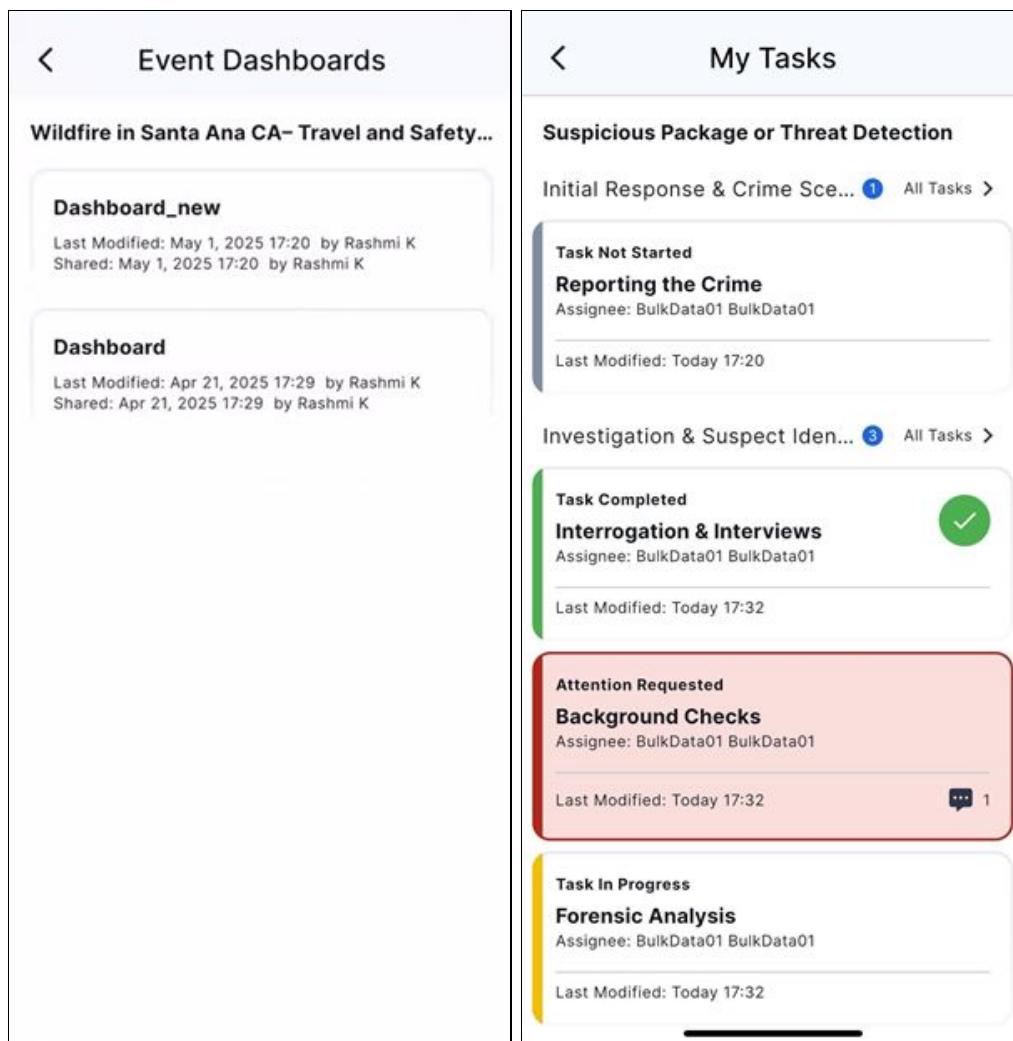 Event Dashboards
Wildfire in Santa Ana CA– Travel and Safety...
Dashboard_new
Last Modified: May 1, 2025 17:20 by Rashmi K
Shared: May 1, 2025 17:20 by Rashmi K
Dashboard
Last Modified: Apr 21, 2025 17:29 by Rashmi K
Shared: Apr 21, 2025 17:29 by Rashmi K
My Tasks
Suspicious Package or Threat Detection
Initial Response & Crime Sce... 1 All Tasks
Task Not Started
Reporting the Crime
Assignee: BulkData01 BulkData01
Last Modified: Today 17:20
Investigation & Suspect Iden... 3 All Tasks
Task Completed
Interrogation & Interviews
Assignee: BulkData01 BulkData01
Last Modified: Today 17:32
Attention Requested
Background Checks
Assignee: BulkData01 BulkData01
Last Modified: Today 17:32 1
Task In Progress
Forensic Analysis
Assignee: BulkData01 BulkData01
Last Modified: Today 17:32